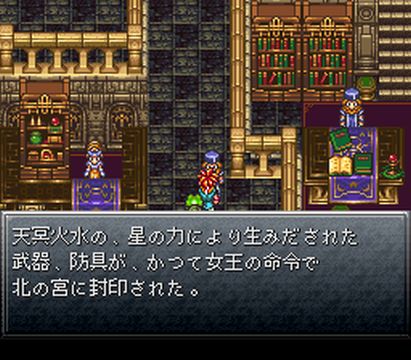 天冥火水の、星の力により生みだされた
武器、防具が、かつて女王の命令で
北の宮に封印された。